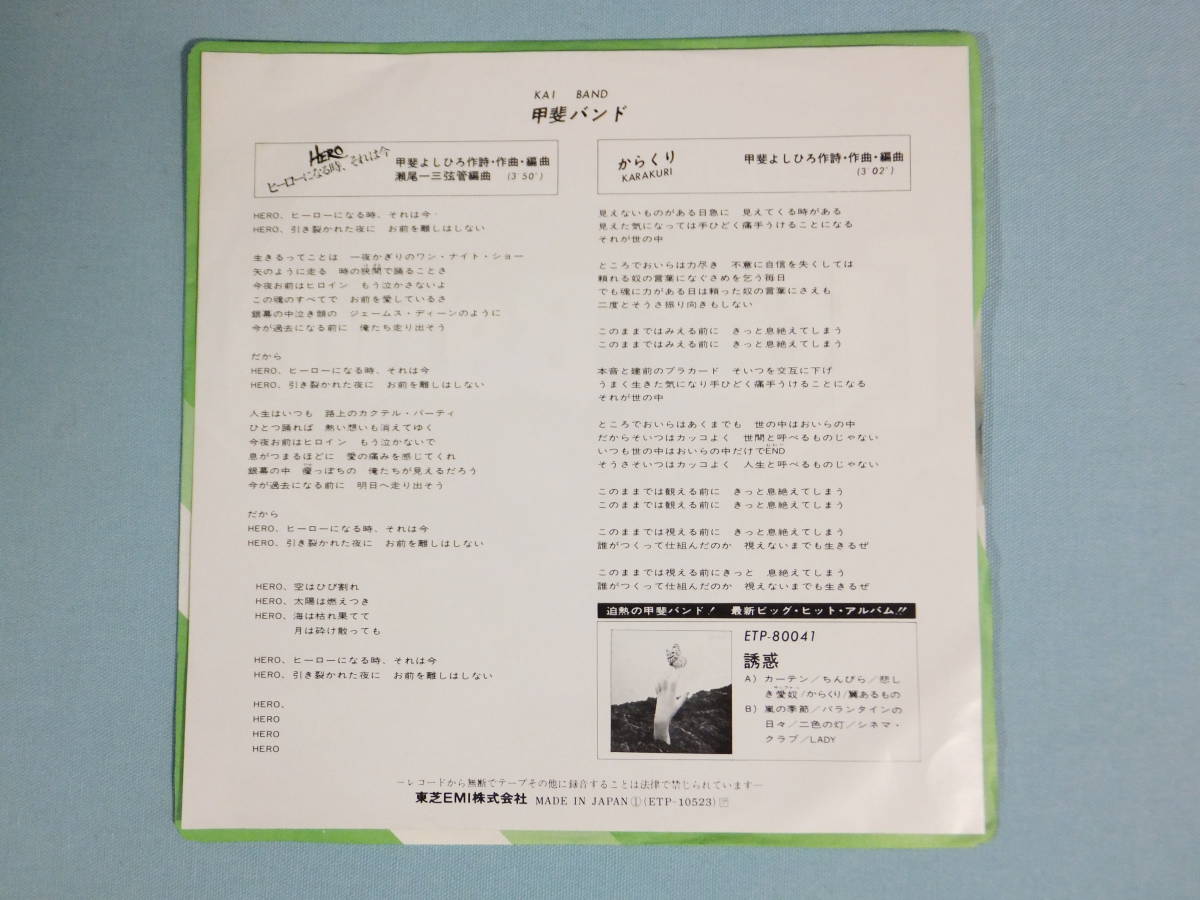 KAI BAND
甲斐バンド
HERO
ヒーローになる時、それは今
甲斐よしひろ作詩・作曲・編曲
瀬尾一三弦管編曲 (3'50")
HERO、ヒーローになる時、それは今
HERO、引き裂かれた夜に お前を離しはしない
生きるってことは 一夜かぎりのワン・ナイト・ショー
矢のように走る 時の狭間で踊ることさ
今夜お前はヒロイン もう泣かさないよ
この魂のすべてで お前を愛しているさ
銀幕の中泣き顔の ジェームス・ディーンのように
今が過去になる前に 俺たち走り出そう
だから
HERO、ヒーローになる時、それは今
HERO、引き裂かれた夜に お前を離しはしない
人生はいつも 路上のカクテル・パーティ
ひとつ踊れば 熱い想いも消えてゆく
今夜お前はヒロイン もう泣かないで
息がつまるほどに 愛の痛みを感じてくれ
銀幕の中 瘦っぽちの 俺たちが見えるだろう
今が過去になる前に 明日へ走り出そう
だから
HERO、ヒーローになる時、それは今
HERO、引き裂かれた夜に お前を離しはしない
HERO、空はひび割れ
HERO、太陽は燃えつき
HERO、海は枯れ果てて
月は砕け散っても
HERO、ヒーローになる時、それは今
HERO、引き裂かれた夜に お前を離しはしない
HERO、
HERO
HERO
HERO
からくり
KARAKURI
甲斐よしひろ作詩・作曲・編曲
(3'02")
見えないものがある日急に 見えてくる時がある
見えた気になっては手ひどく痛手うけることになる
それが世の中
ところでおいらは力尽き 不意に自信を失くしては
頼れる奴の言葉になぐさめを乞う毎日
でも魂に力がある日は頼った奴の言葉にさえも
二度とそうさ振り向きもしない
このままではみえる前に きっと息絶えてしまう
このままではみえる前に きっと息絶えてしまう
本音と建前のプラカード そいつを交互に下げ
うまく生きた気になり手ひどく痛手うけることになる
それが世の中
ところでおいらはあくまでも 世の中はおいらの中
だからそいつはカッコよく 世間と呼べるものじゃない
いつも世の中はおいらの中だけでEND
そうさそいつはカッコよく 人生と呼べるものじゃない
このままでは観える前に きっと息絶えてしまう
このままでは観える前に きっと息絶えてしまう
このままでは視える前に きっと息絶えてしまう
誰がつくって仕組んだのか 視えないまでも生きるぜ
このままでは視える前にきっと 息絶えてしまう
誰がつくって仕組んだのか 視えないまでも生きるぜ
迫熱の甲斐バンド! 最新ビッグ・ヒット・アルバム!!
ETP-80041
誘惑
A) カーテン/ちんぴら/悲し
き愛奴/からくり/翼あるもの
B) 嵐の季節/バランタインの
日々/二色の灯/シネマ・
クラブ/LADY
—レコードから無断でテープその他に録音することは法律で禁じられています—
東芝EMI株式会社 MADE IN JAPAN①(ETP-10523)